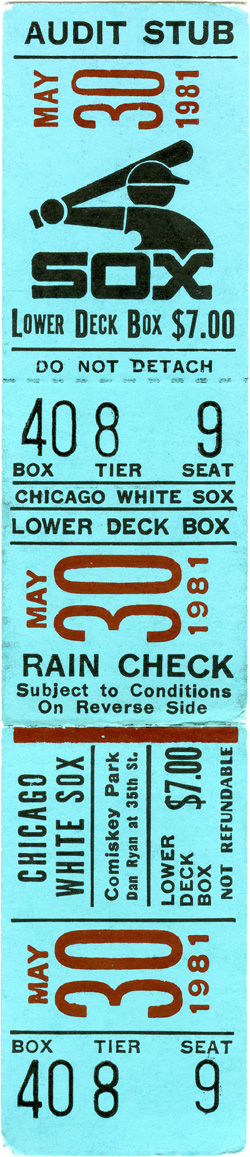 AUDIT STUB
MAY 30 1981
SOX
LOWER DECK BOX $7.00
DO NOT DETACH
40 8 9
BOX TIER SEAT
CHICAGO WHITE SOX
LOWER DECK BOX
MAY 30 1981
RAIN CHECK
Subject to Conditions
On Reverse Side
CHICAGO
WHITE SOX
Comiskey Park
Dan Ryan at 35th St.
LOWER
DECK
BOX
$7.00
NOT REFUNDABLE
MAY 30 1981
BOX TIER SEAT
40 8 9